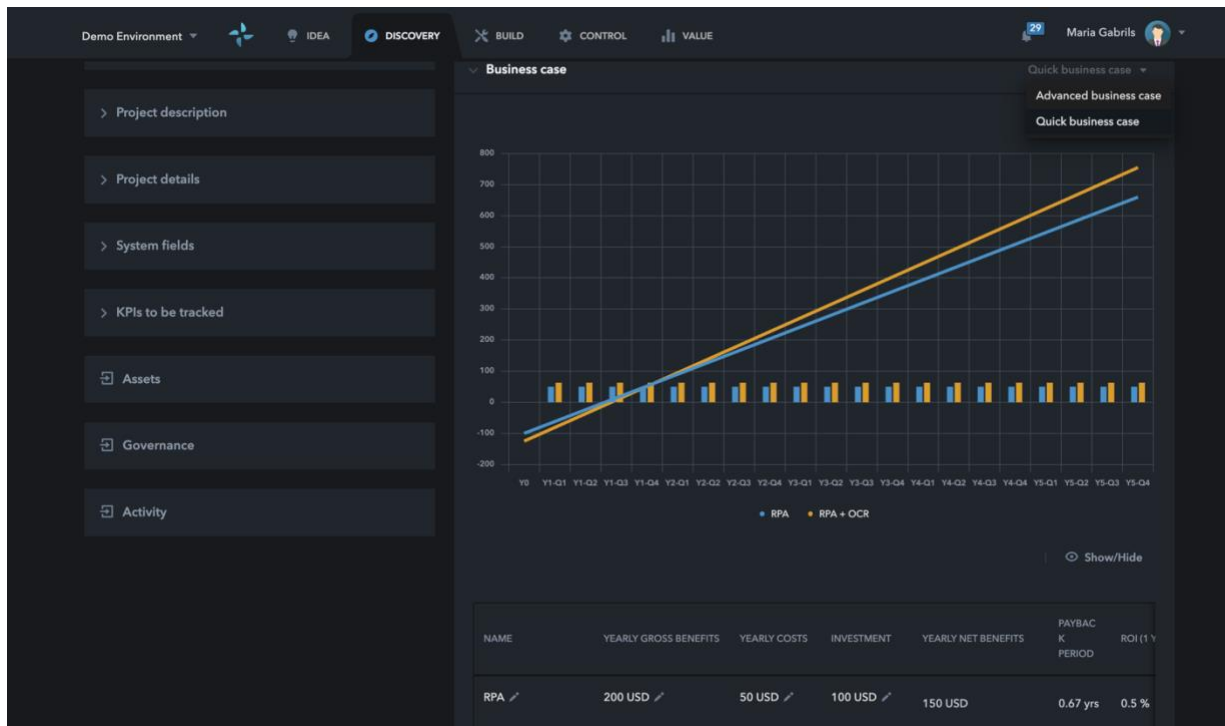 Demo Environment
IDEA
DISCOVERY
BUILD
CONTROL
VALUE
29
Maria Gabrils
Business case
Quick business case
Advanced business case
Quick business case
Project description
Project details
System fields
KPIs to be tracked
Assets
Governance
Activity
800
700
600
500
400
300
200
100
0
-100
-200
Y0 Y1-Q1 Y1-Q2 Y1-Q3 Y1-Q4 Y2-Q1 Y2-Q2 Y2-Q3 Y2-Q4 Y3-Q1 Y3-Q2 Y3-Q3 Y3-Q4 Y4-Q1 Y4-Q2 Y4-Q3 Y4-Q4 Y5-Q1 Y5-Q2 Y5-Q3 Y5-Q4
RPA RPA + OCR
Show/Hide
NAME YEARLY GROSS BENEFITS YEARLY COSTS INVESTMENT YEARLY NET BENEFITS
PAYBAC
K
PERIOD
ROI (1 Y
RPA 200 USD 50 USD 100 USD 150 USD 0.67 yrs 0.5 %